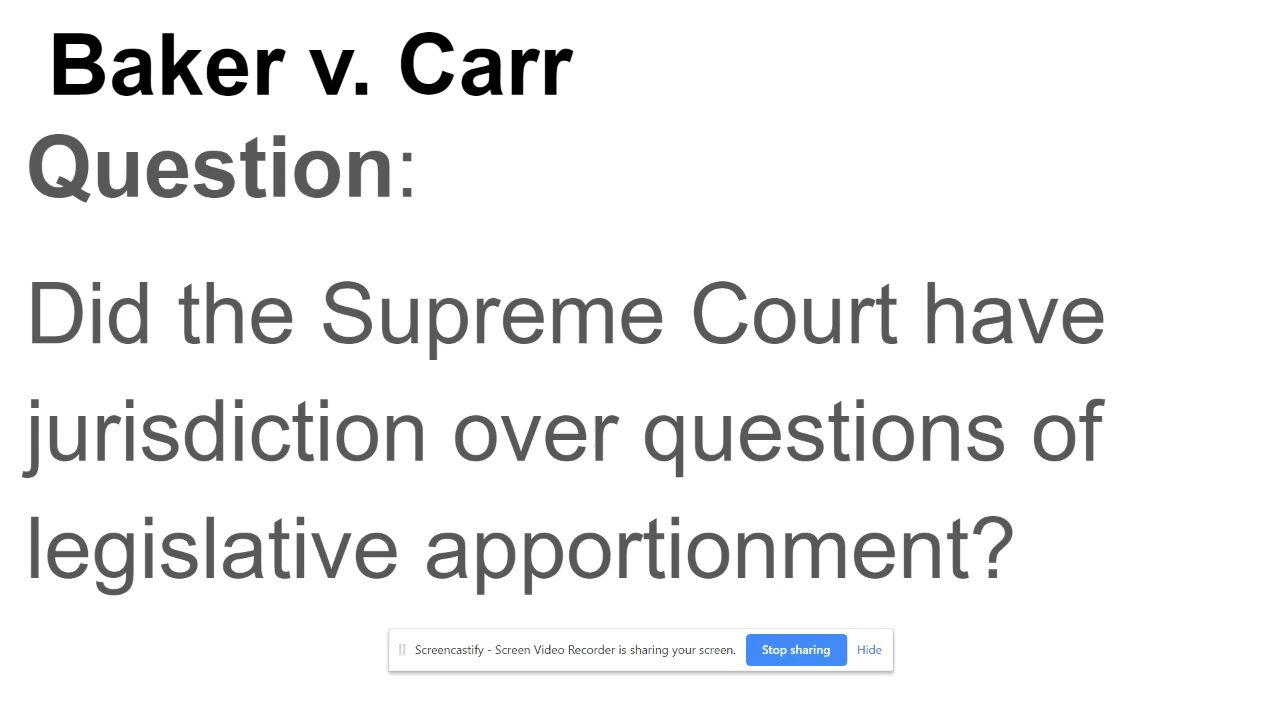 Baker v. Carr
Question:
Did the Supreme Court have
jurisdiction over questions of
legislative apportionment?
Screencastify - Screen Video Recorder is sharing your screen. Stop sharing Hide